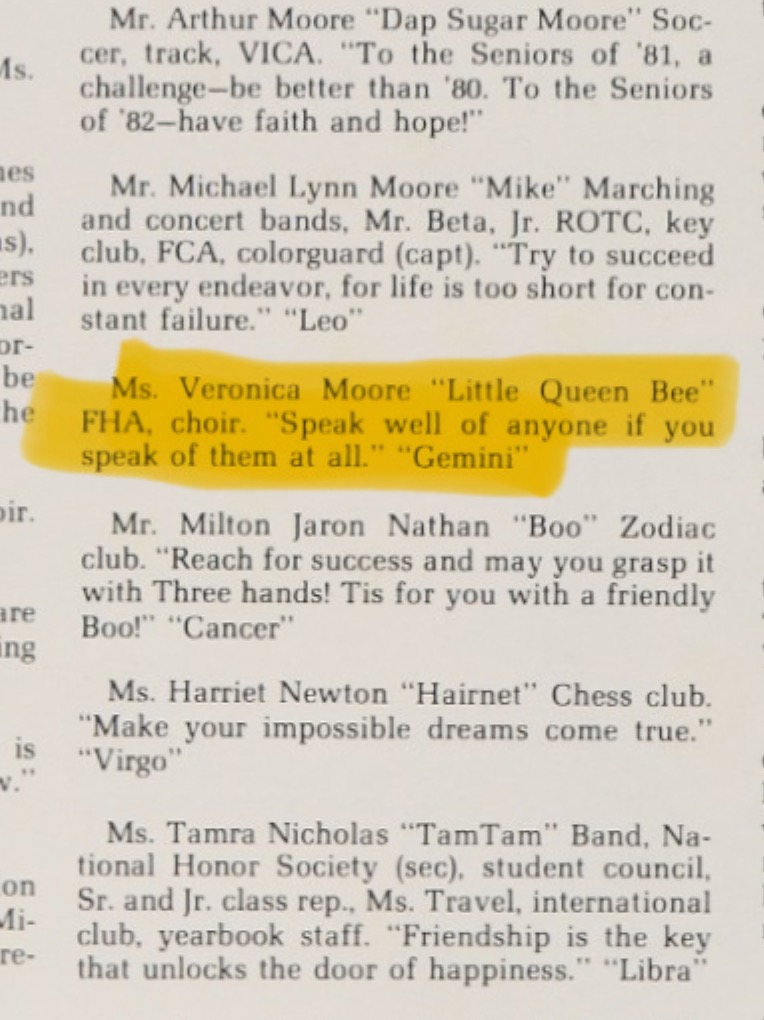 Mr. Arthur Moore “Dap Sugar Moore” Soc-
cer, track, VICA. “To the Seniors of '81, a
challenge—be better than '80. To the Seniors
of '82—have faith and hope!”
Mr. Michael Lynn Moore “Mike” Marching
and concert bands, Mr. Beta, Jr. ROTC, key
club, FCA, colorguard (capt). “Try to succeed
in every endeavor, for life is too short for con-
stant failure.” “Leo”
Ms. Veronica Moore “Little Queen Bee”
FHA, choir. “Speak well of anyone if you
speak of them at all.” “Gemini”
Mr. Milton Jaron Nathan “Boo” Zodiac
club. “Reach for success and may you grasp it
with Three hands! Tis for you with a friendly
Boo!” “Cancer”
Ms. Harriet Newton “Hairnet” Chess club.
“Make your impossible dreams come true.”
“Virgo”
Ms. Tamra Nicholas “TamTam” Band, Na-
tional Honor Society (sec), student council,
Sr. and Jr. class rep., Ms. Travel, international
club, yearbook staff. “Friendship is the key
that unlocks the door of happiness.” “Libra”